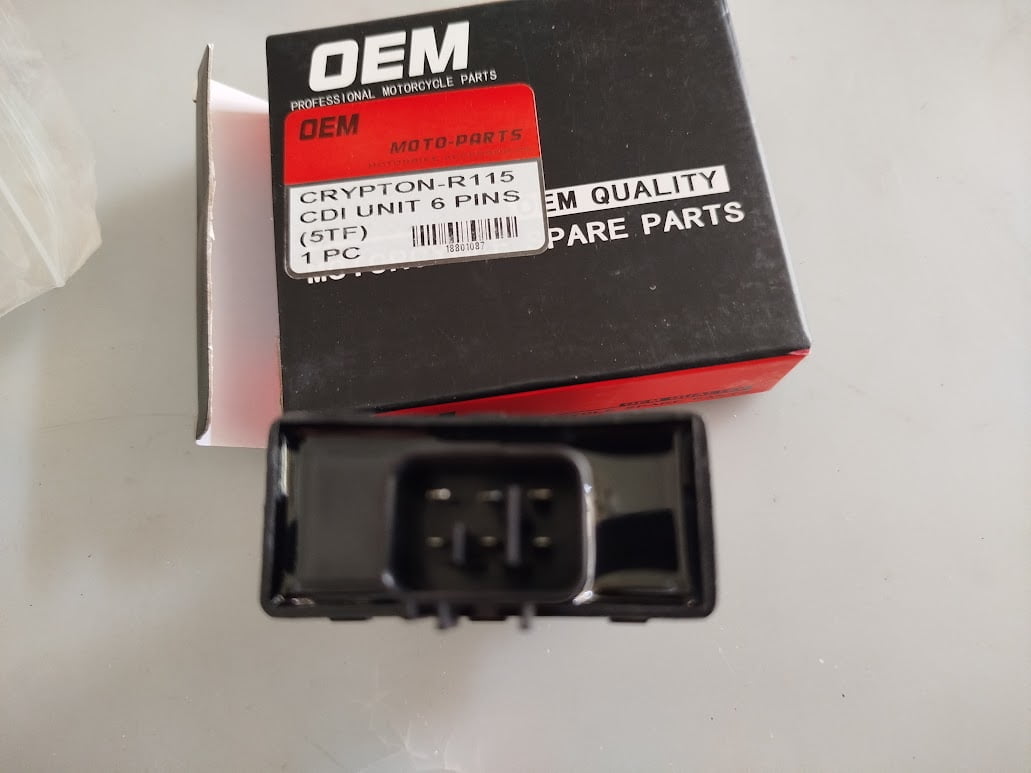 OEM
PROFESSIONAL MOTORCYCLE PARTS
OEM
MOTO-PARTS
CRYPTON-R115
CDI UNIT 6 PINS
(5TF)
1 PC
18801087
EM QUALITY
PARE PARTS